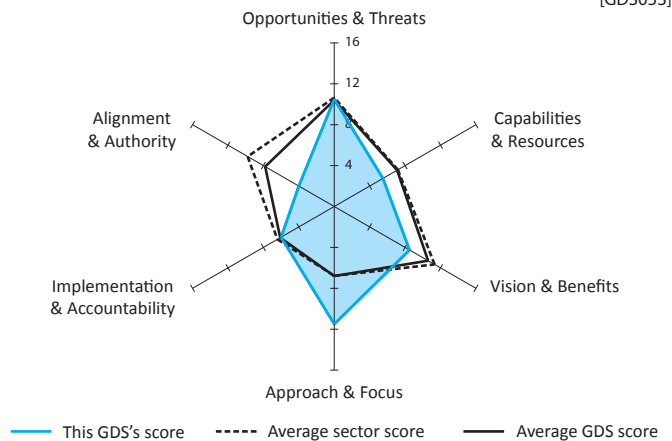 Opportunities & Threats
16
12
8
4
Alignment
& Authority
Capabilities
& Resources
Implementation
& Accountability
Vision & Benefits
Approach & Focus
This GDS's score
Average sector score
Average GDS score